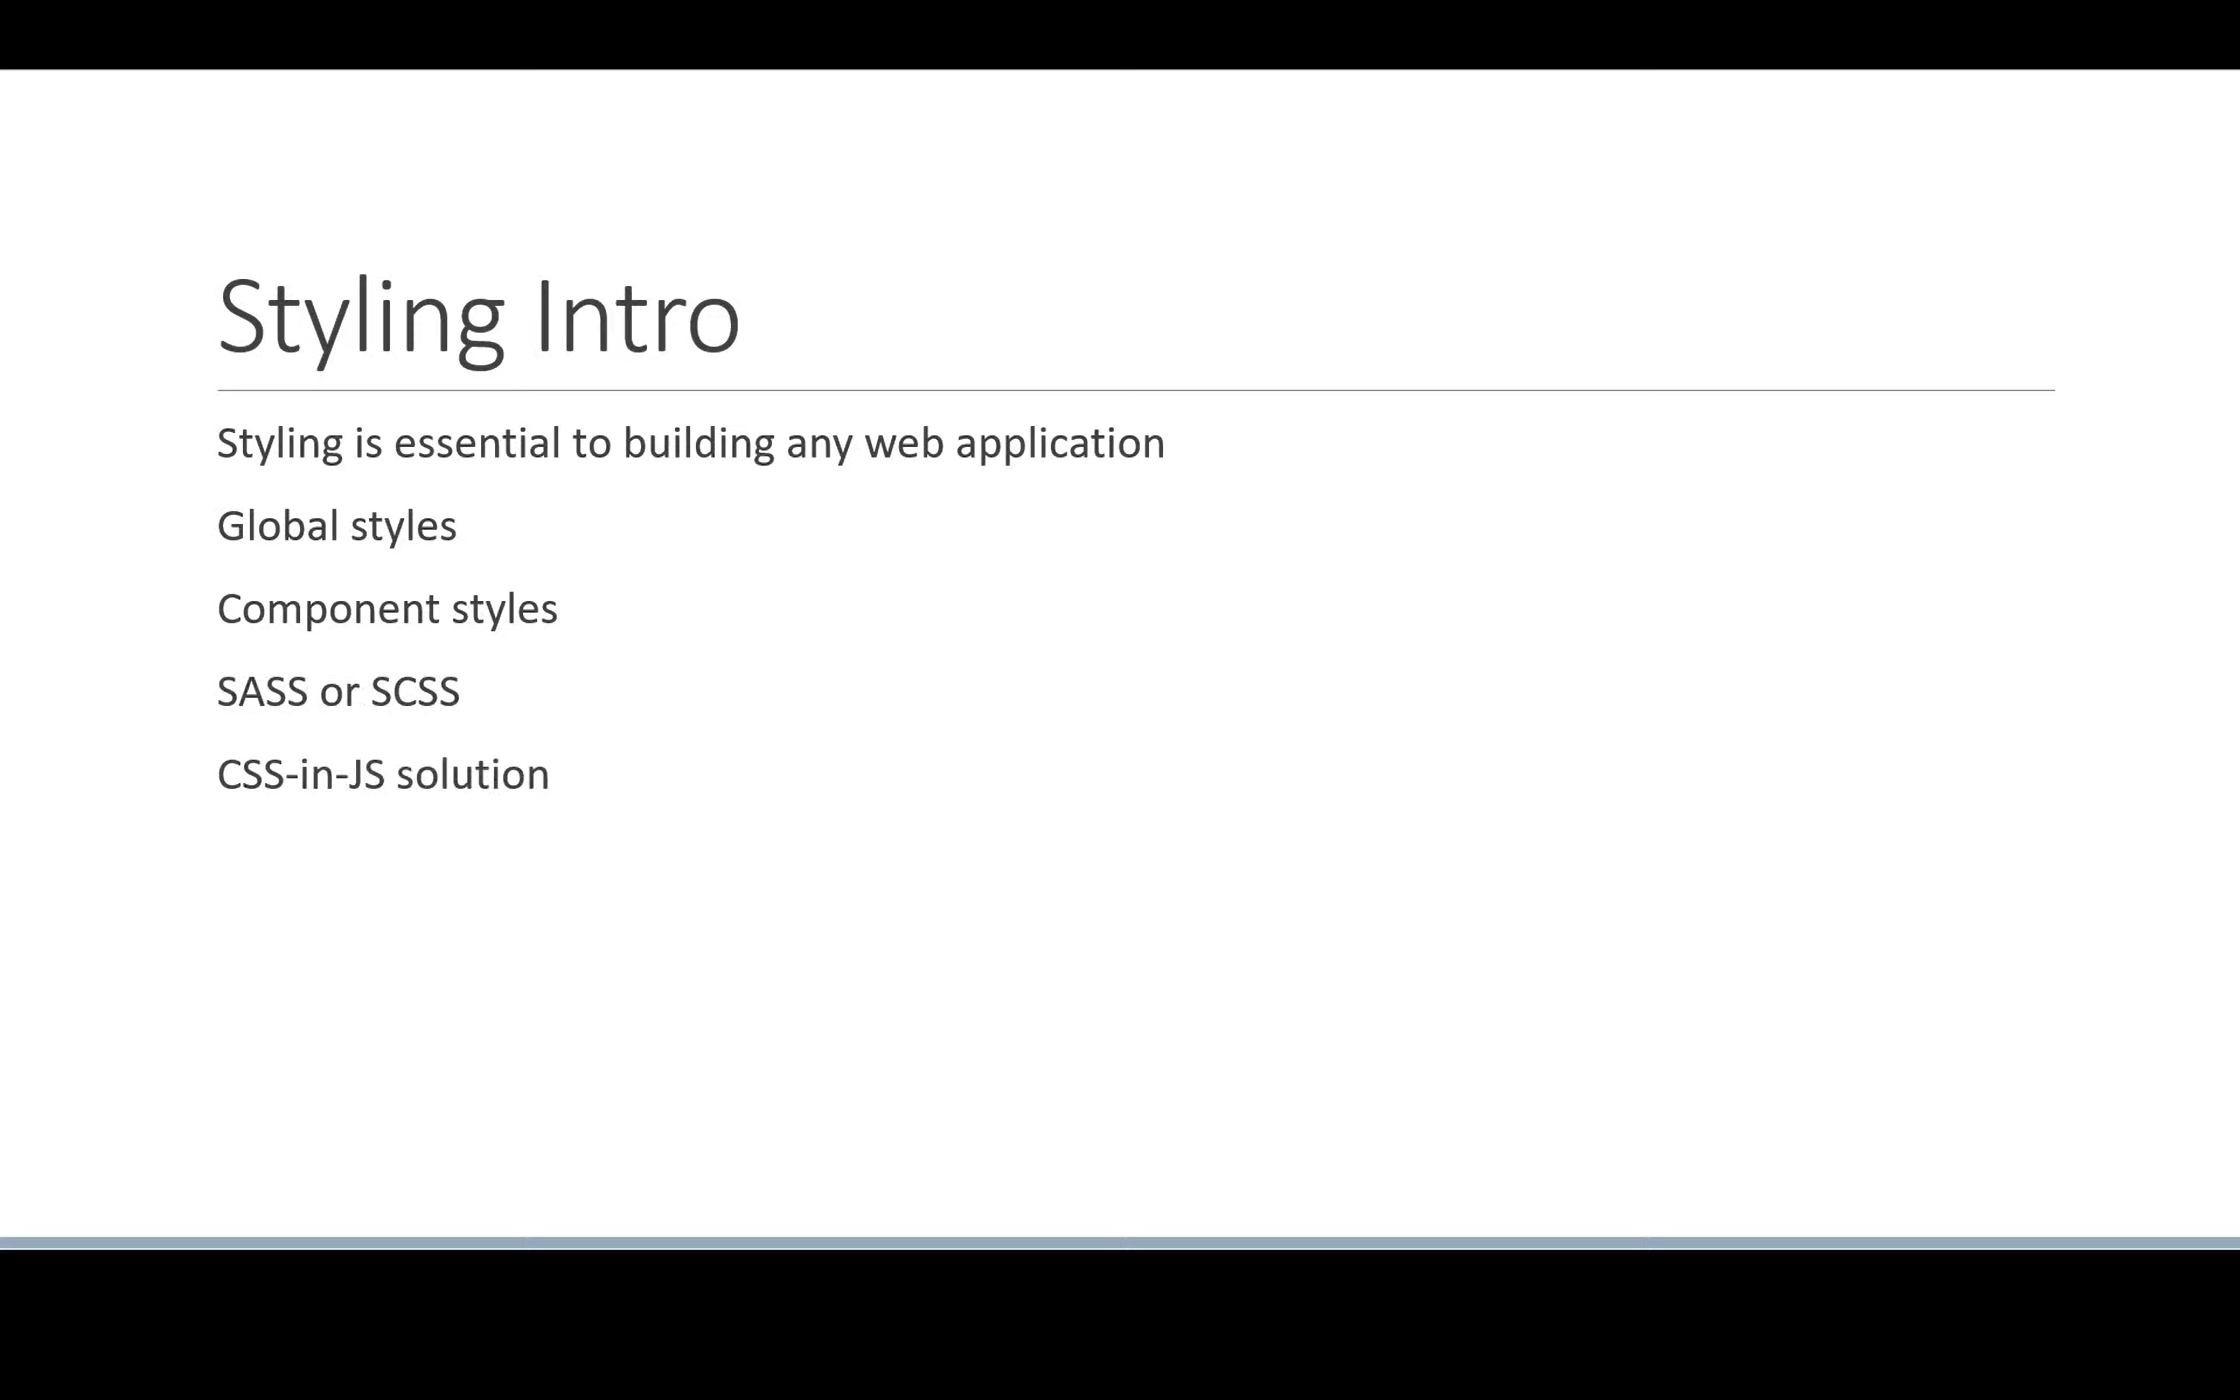 Styling Intro
Styling is essential to building any web application
Global styles
Component styles
SASS or SCSS
CSS-in-JS solution